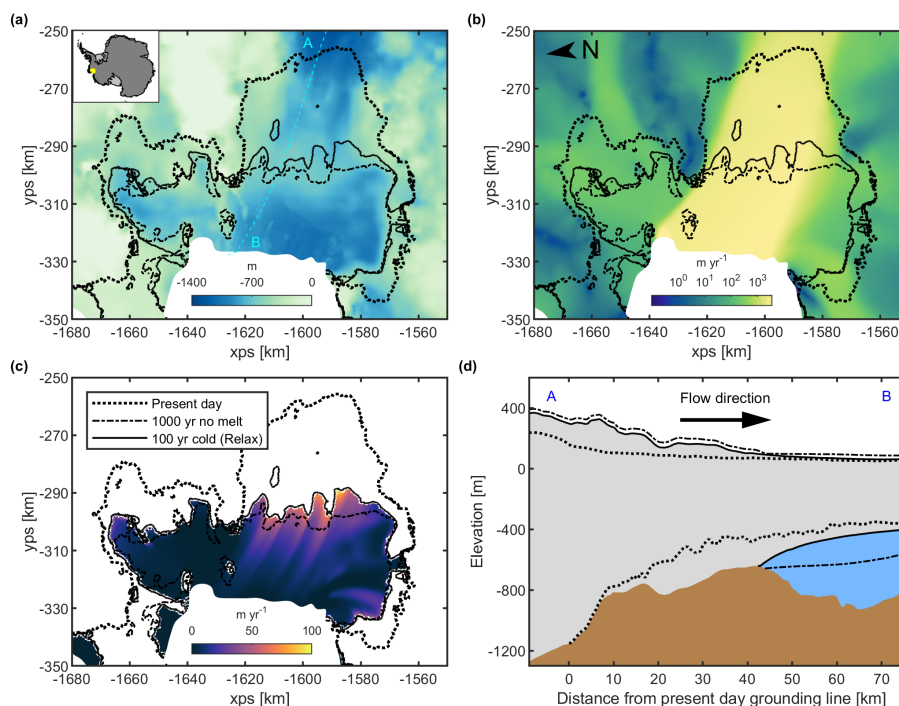 (a)
-250
-270
-290
-310
-330
-350
yps [km]
A
B
m
-1400
-700
0
-1680
-1660
-1640
-1620
-1600
-1580
-1560
xps [km]
(b)
N
-250
-270
-290
-310
-330
-350
yps [km]
m yr⁻¹
10⁰
10¹
10²
10³
-1680
-1660
-1640
-1620
-1600
-1580
-1560
xps [km]
(c)
-250
-270
-290
-310
-330
-350
yps [km]
Present day
1000 yr no melt
100 yr cold (Relax)
m yr⁻¹
0
50
100
-1680
-1660
-1640
-1620
-1600
-1580
-1560
xps [km]
(d)
A
Flow direction
B
400
0
-400
-800
-1200
Elevation [m]
0
10
20
30
40
50
60
70
Distance from present day grounding line [km]